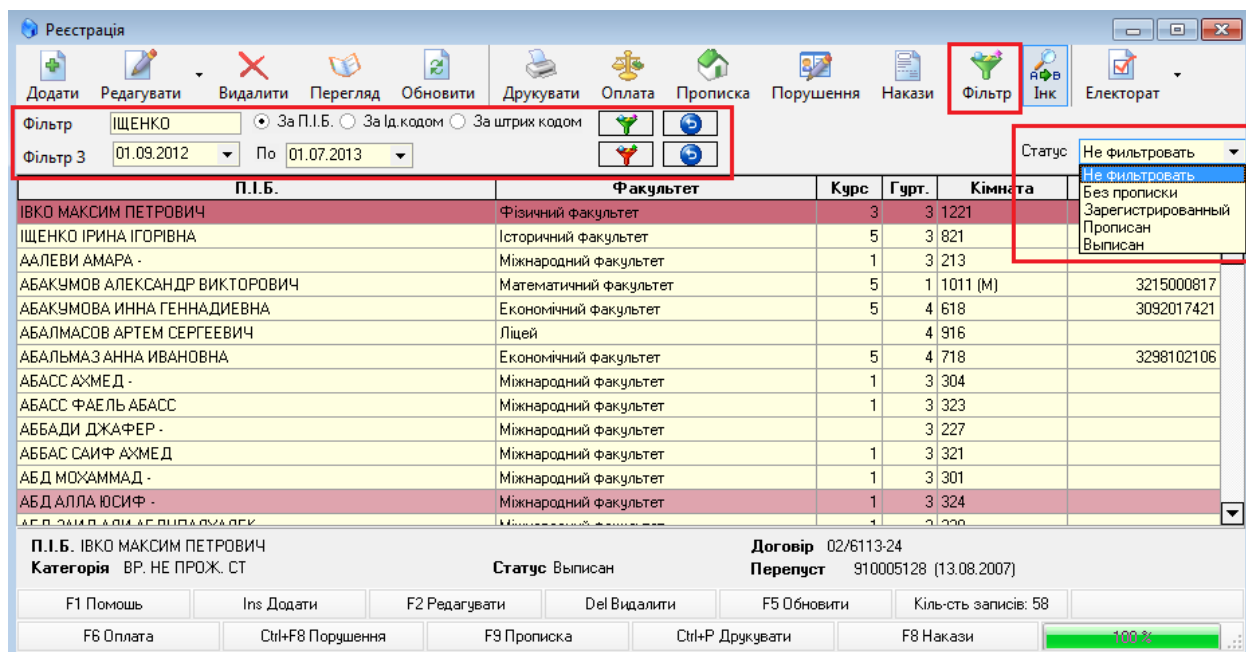 Реєстрація
Додати Редагувати Видалити Перегляд Обновити Друкувати Оплата Прописка Порушення Накази Фільтр Інк Електорат
Фільтр ІЩЕНКО За П.І.Б. За Ід.кодом За штрих кодом
Фільтр З 01.09.2012 По 01.07.2013 Статус Не фильтровать
Не фильтровать
Без прописки
Зарегистрированный
Прописан
Выписан
П.І.Б. Факультет Курс Гурт. Кімната
ІВКО МАКСИМ ПЕТРОВИЧ Фізичний факультет 3 3 1221
ІЩЕНКО ІРИНА ІГОРІВНА Історичний факультет 5 3 821
ААЛЕВИ АМАРА - Міжнародний факультет 1 3 213
АБАКУМОВ АЛЕКСАНДР ВИКТОРОВИЧ Математичний факультет 5 1 1011 (М) 3215000817
АБАКУМОВА ИННА ГЕННАДИЕВНА Економічний факультет 5 4 618 3092017421
АБАЛМАСОВ АРТЕМ СЕРГЕЕВИЧ Ліцей 4 916
АБАЛЬМАЗ АННА ИВАНОВНА Економічний факультет 5 4 718 3298102106
АБАСС АХМЕД - Міжнародний факультет 1 3 304
АБАСС ФАЕЛЬ АБАСС Міжнародний факультет 1 3 323
АББАДИ ДЖАФЕР - Міжнародний факультет 3 227
АББАС САИФ АХМЕД Міжнародний факультет 1 3 321
АБД МОХАММАД - Міжнародний факультет 1 3 301
АБД АЛЛА ЮСИФ - Міжнародний факультет 1 3 324
П.І.Б. ІВКО МАКСИМ ПЕТРОВИЧ Договір 02/6113-24
Категорія ВР. НЕ ПРОЖ. СТ Статус Выписан Перепуст 910005128 (13.08.2007)
F1 Помошь Ins Додати F2 Редагувати Del Видалити F5 Обновити Кіль-сть записів: 58
F6 Оплата Ctrl+F8 Порушення F9 Прописка Ctrl+P Друкувати F8 Накази 100 %